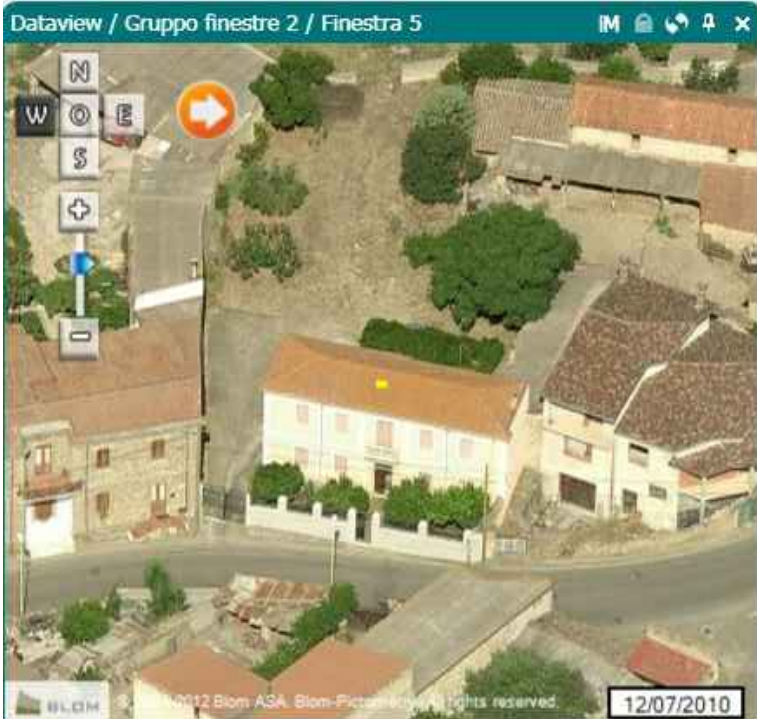 Dataview / Gruppo finestre 2 / Finestra 5
IM
N
W O E
S
BLOM
2012 Blom ASA. Blom-Pictometry. All rights reserved.
12/07/2010